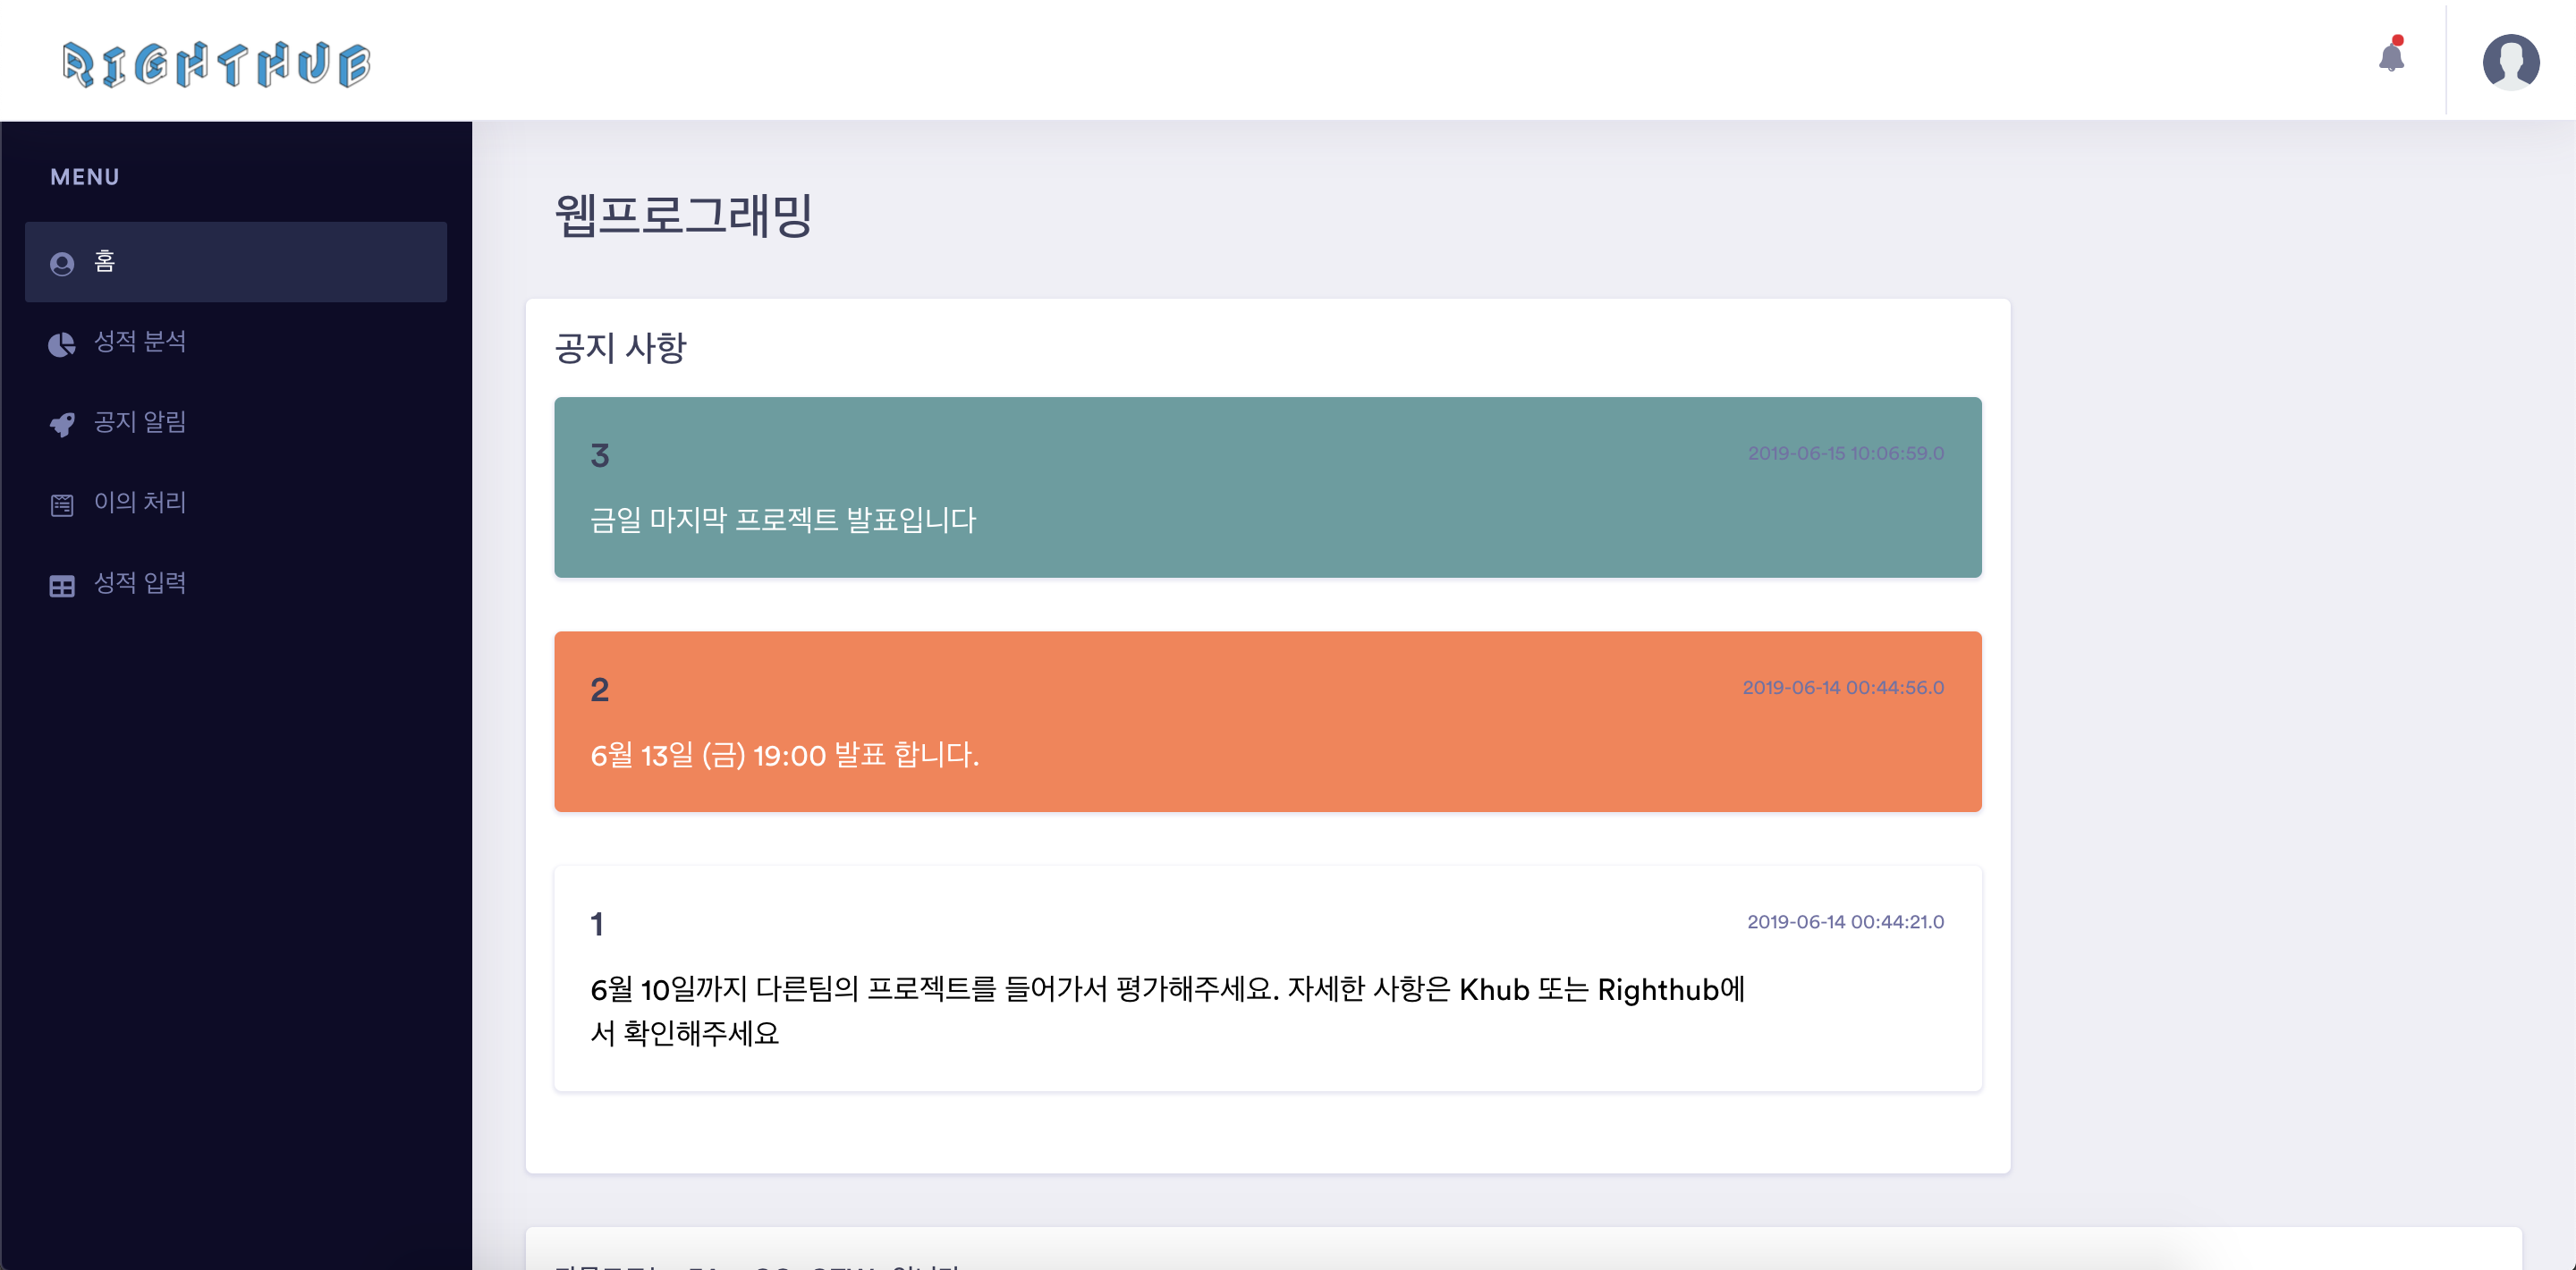 RIGHTHUB
MENU
홈
성적 분석
공지 알림
이의 처리
성적 입력
웹프로그래밍
공지 사항
3
2019-06-15 10:06:59.0
금일 마지막 프로젝트 발표입니다
2
2019-06-14 00:44:56.0
6월 13일 (금) 19:00 발표 합니다.
1
2019-06-14 00:44:21.0
6월 10일까지 다른팀의 프로젝트를 들어가서 평가해주세요. 자세한 사항은 Khub 또는 Righthub에
서 확인해주세요